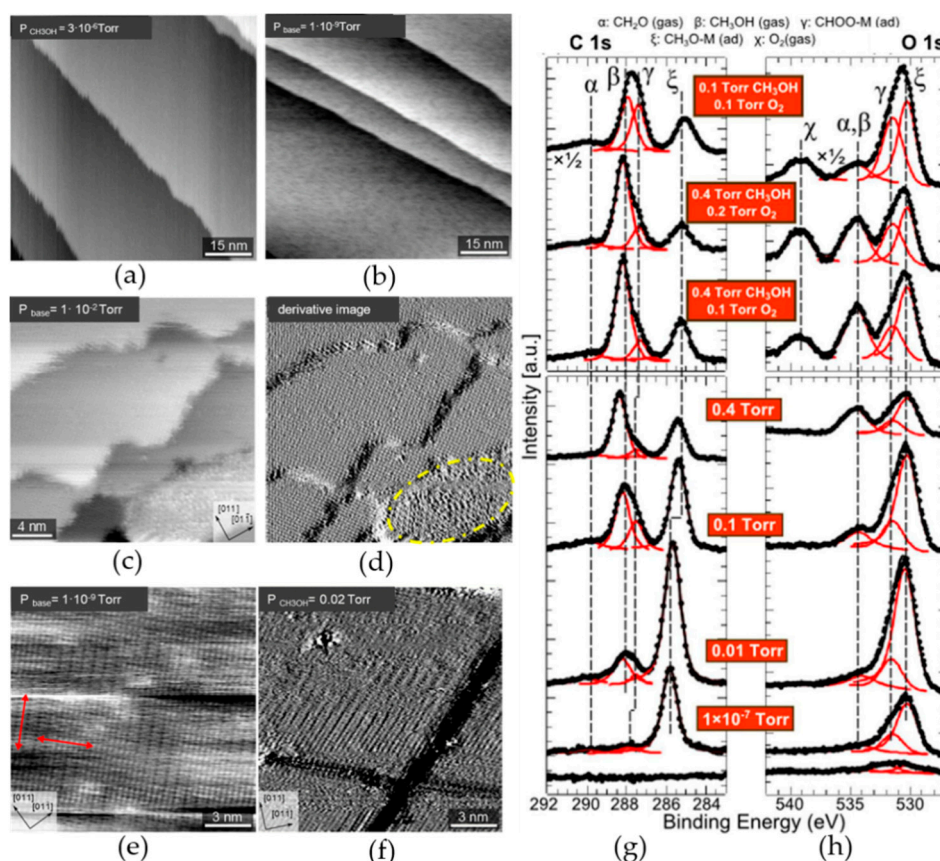 P CH3OH = 3·10-6Torr
15 nm
(a)
P base = 1·10-9Torr
15 nm
(b)
P base = 1·10-2Torr
4 nm
[011]
[011̄]
(c)
derivative image
(d)
P base = 1·10-9Torr
[011]
[011̄]
3 nm
(e)
P CH3OH = 0.02 Torr
[011]
3 nm
(f)
α: CH2O (gas) β: CH3OH (gas) γ: CHOO-M (ad)
C 1s ξ: CH3O-M (ad) χ: O2(gas) O 1s
α β γ ξ
χ α,β γ ξ
×½
×½
0.1 Torr CH3OH
0.1 Torr O2
0.4 Torr CH3OH
0.2 Torr O2
0.4 Torr CH3OH
0.1 Torr O2
0.4 Torr
0.1 Torr
0.01 Torr
1×10-7 Torr
Intensity [a.u.]
292 290 288 286 284
540 535 530
Binding Energy (eV)
(g)
(h)